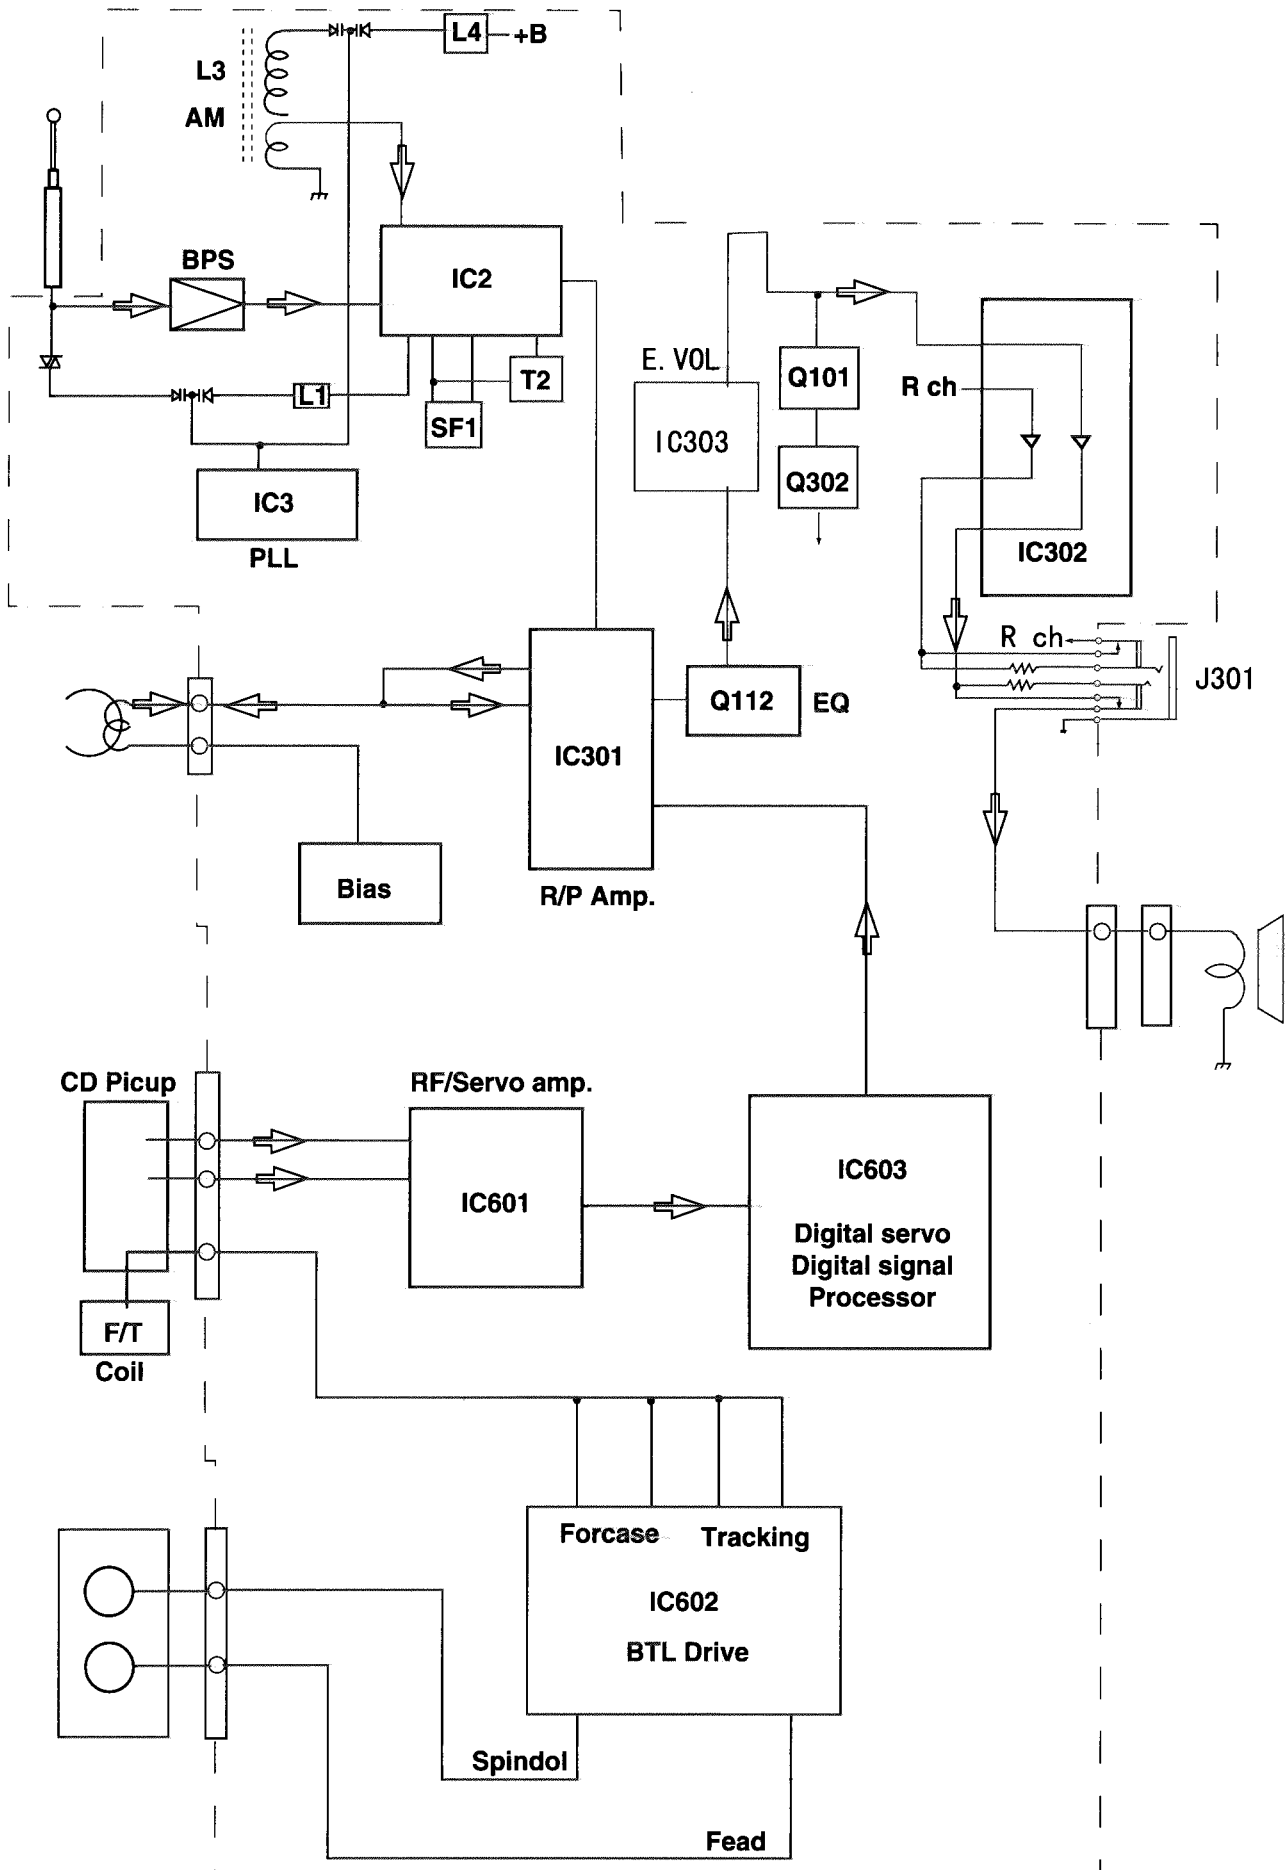 L4
+B
L3
AM
BPS
IC2
E. VOL
T2
Q101
R ch
L1
SF1
IC303
Q302
IC3
IC302
PLL
R ch
J301
Q112
EQ
IC301
Bias
R/P Amp.
CD Picup
RF/Servo amp.
IC603
IC601
Digital servo
Digital signal
Processor
F/T
Coil
Forcase
Tracking
IC602
BTL Drive
Spindol
Fead